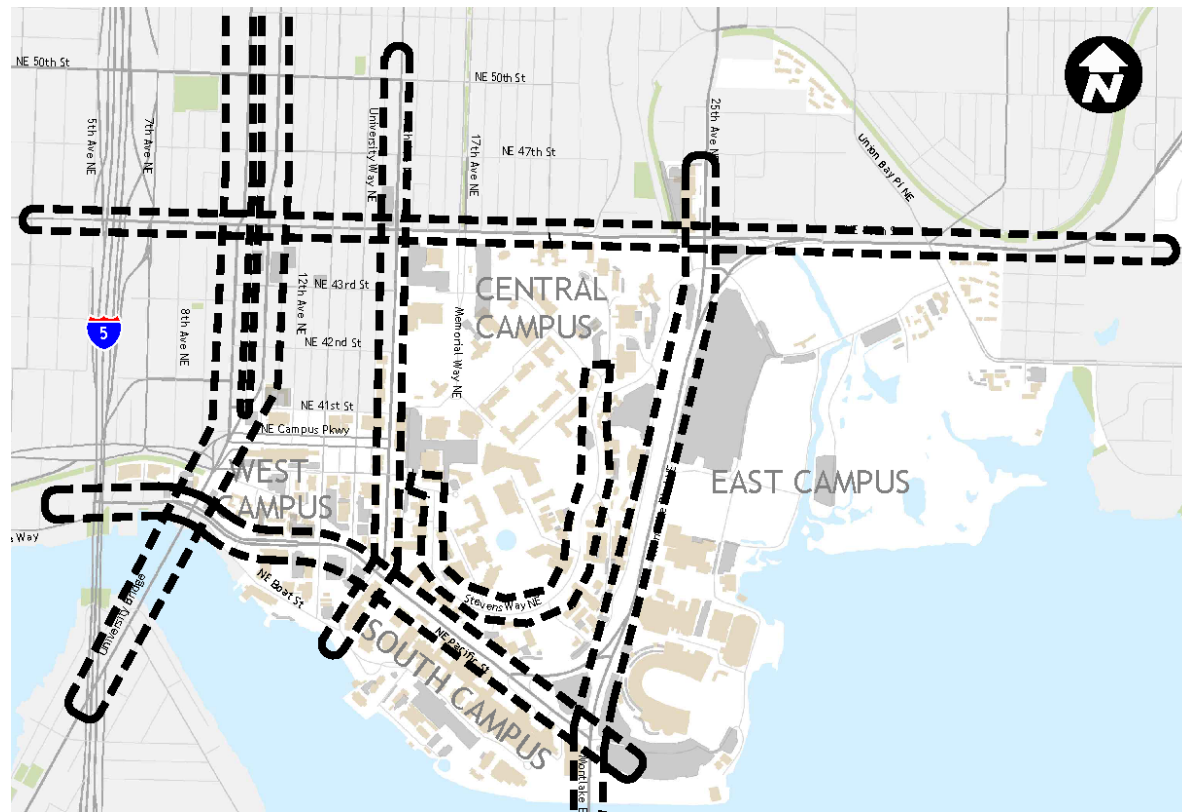 NE 50th St
NE 50th St
N
5th Ave NE
7th Ave NE
University Way NE
17th Ave NE
25th Ave NE
NE 47th St
Union Bay Pl NE
8th Ave NE
12th Ave NE
NE 43rd St
CENTRAL
CAMPUS
Memorial Way NE
5
NE 42nd St
NE 41st St
NE Campus Pkwy
WEST
CAMPUS
EAST CAMPUS
Way
University Bridge
NE Boat St
Stevens Way NE
NE Pacific St
SOUTH CAMPUS
Montlake